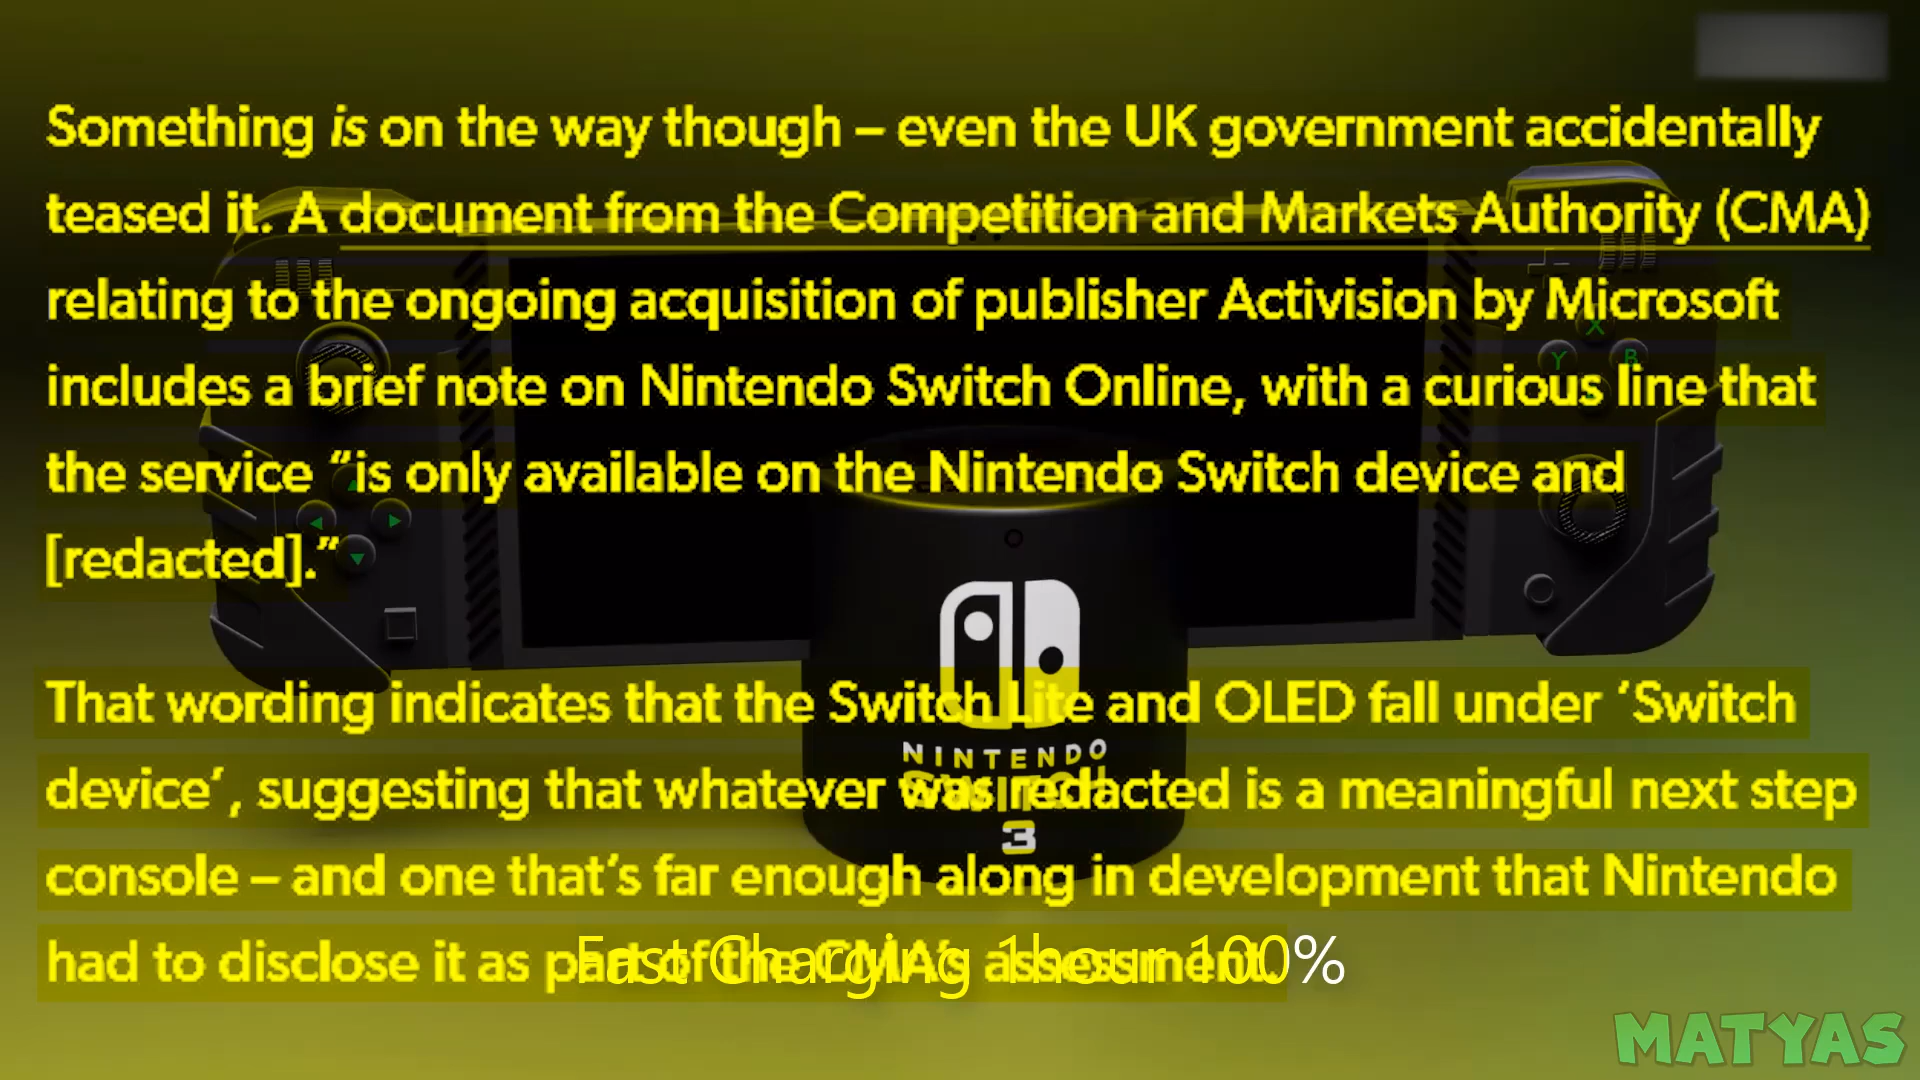 Something is on the way though – even the UK government accidentally
teased it. A document from the Competition and Markets Authority (CMA)
relating to the ongoing acquisition of publisher Activision by Microsoft
includes a brief note on Nintendo Switch Online, with a curious line that
the service “is only available on the Nintendo Switch device and
[redacted].”
That wording indicates that the Switch Lite and OLED fall under ‘Switch
device’, suggesting that whatever was redacted is a meaningful next step
console – and one that’s far enough along in development that Nintendo
had to disclose it as part of the CMA’s assessment.
X
Y
B
NINTENDO
SWITCH
3
Fast Charging 1hour 100%
MATYAS